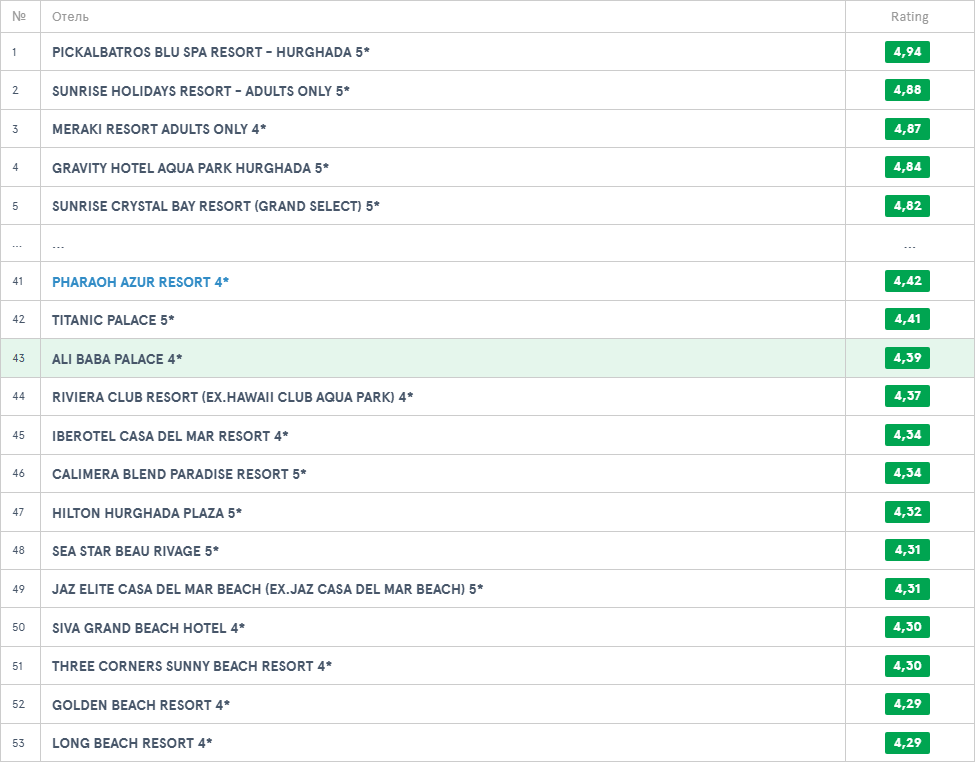 № Отель Rating
1 PICKALBATROS BLU SPA RESORT - HURGHADA 5* 4,94
2 SUNRISE HOLIDAYS RESORT - ADULTS ONLY 5* 4,88
3 MERAKI RESORT ADULTS ONLY 4* 4,87
4 GRAVITY HOTEL AQUA PARK HURGHADA 5* 4,84
5 SUNRISE CRYSTAL BAY RESORT (GRAND SELECT) 5* 4,82
... ... ...
41 PHARAOH AZUR RESORT 4* 4,42
42 TITANIC PALACE 5* 4,41
43 ALI BABA PALACE 4* 4,39
44 RIVIERA CLUB RESORT (EX.HAWAII CLUB AQUA PARK) 4* 4,37
45 IBEROTEL CASA DEL MAR RESORT 4* 4,34
46 CALIMERA BLEND PARADISE RESORT 5* 4,34
47 HILTON HURGHADA PLAZA 5* 4,32
48 SEA STAR BEAU RIVAGE 5* 4,31
49 JAZ ELITE CASA DEL MAR BEACH (EX.JAZ CASA DEL MAR BEACH) 5* 4,31
50 SIVA GRAND BEACH HOTEL 4* 4,30
51 THREE CORNERS SUNNY BEACH RESORT 4* 4,30
52 GOLDEN BEACH RESORT 4* 4,29
53 LONG BEACH RESORT 4* 4,29